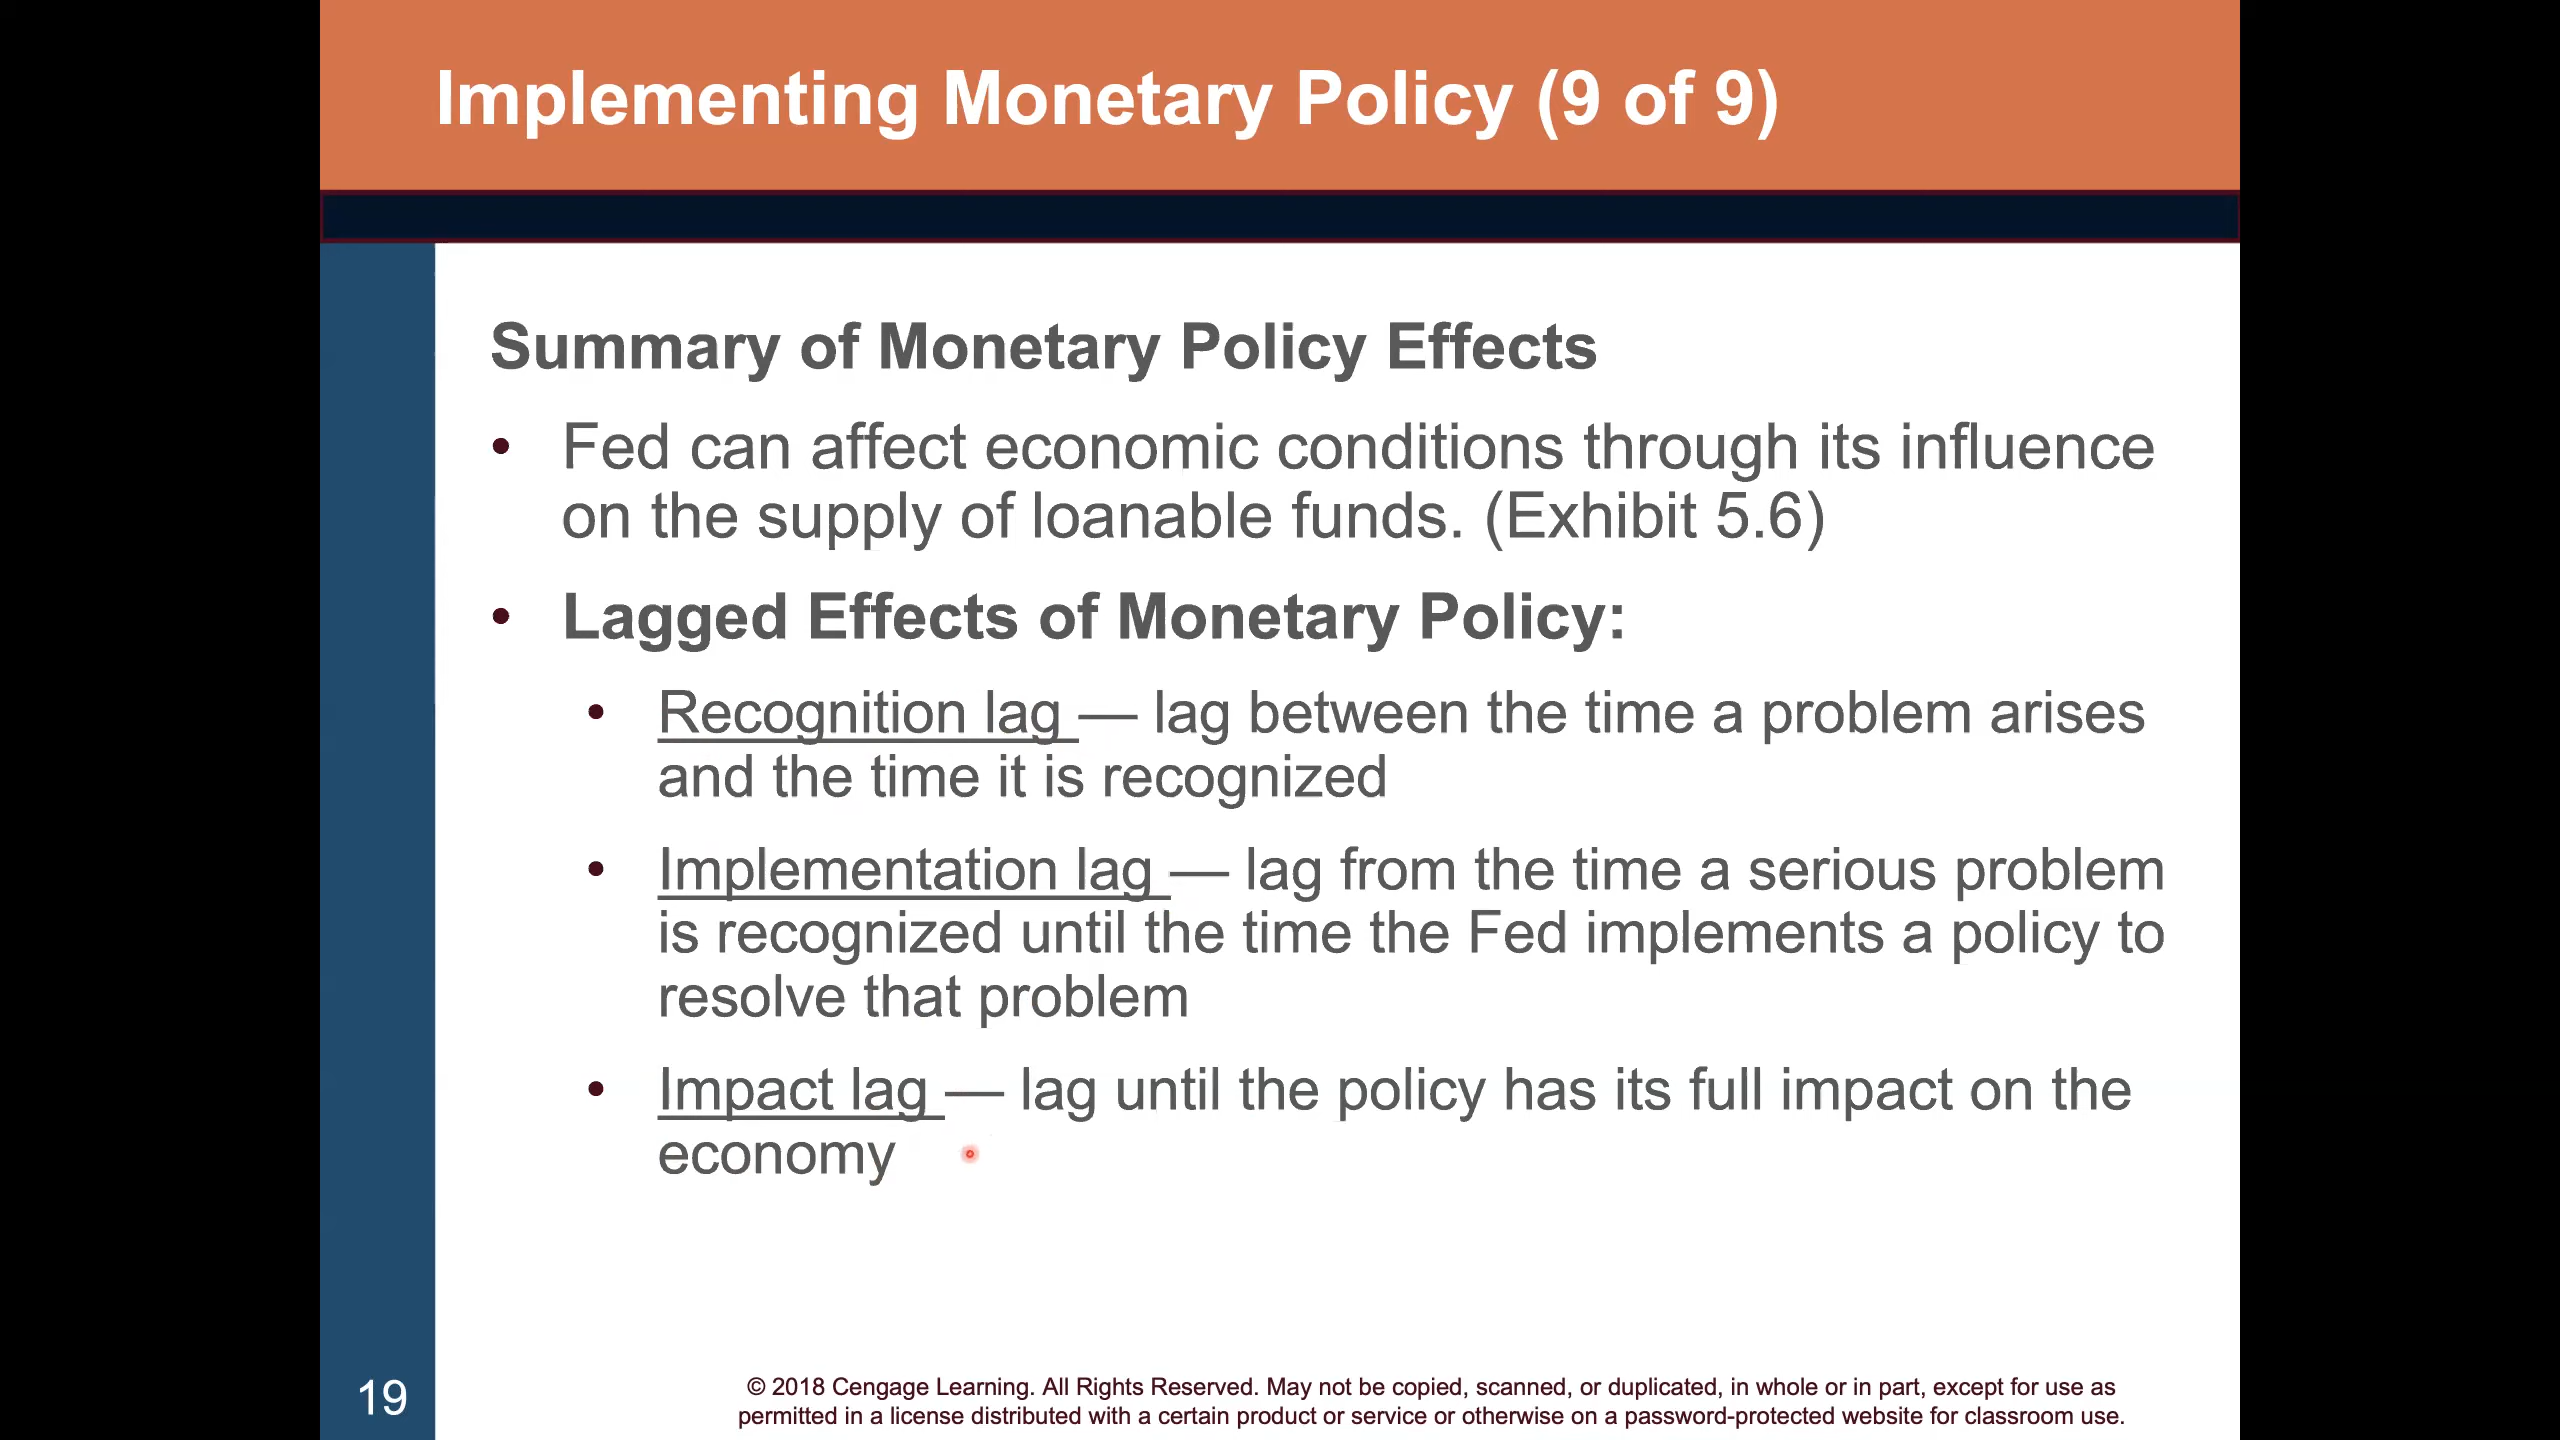 Implementing Monetary Policy (9 of 9)
Summary of Monetary Policy Effects
• Fed can affect economic conditions through its influence
on the supply of loanable funds. (Exhibit 5.6)
• Lagged Effects of Monetary Policy:
• Recognition lag — lag between the time a problem arises
and the time it is recognized
• Implementation lag — lag from the time a serious problem
is recognized until the time the Fed implements a policy to
resolve that problem
• Impact lag — lag until the policy has its full impact on the
economy
19
© 2018 Cengage Learning. All Rights Reserved. May not be copied, scanned, or duplicated, in whole or in part, except for use as
permitted in a license distributed with a certain product or service or otherwise on a password-protected website for classroom use.